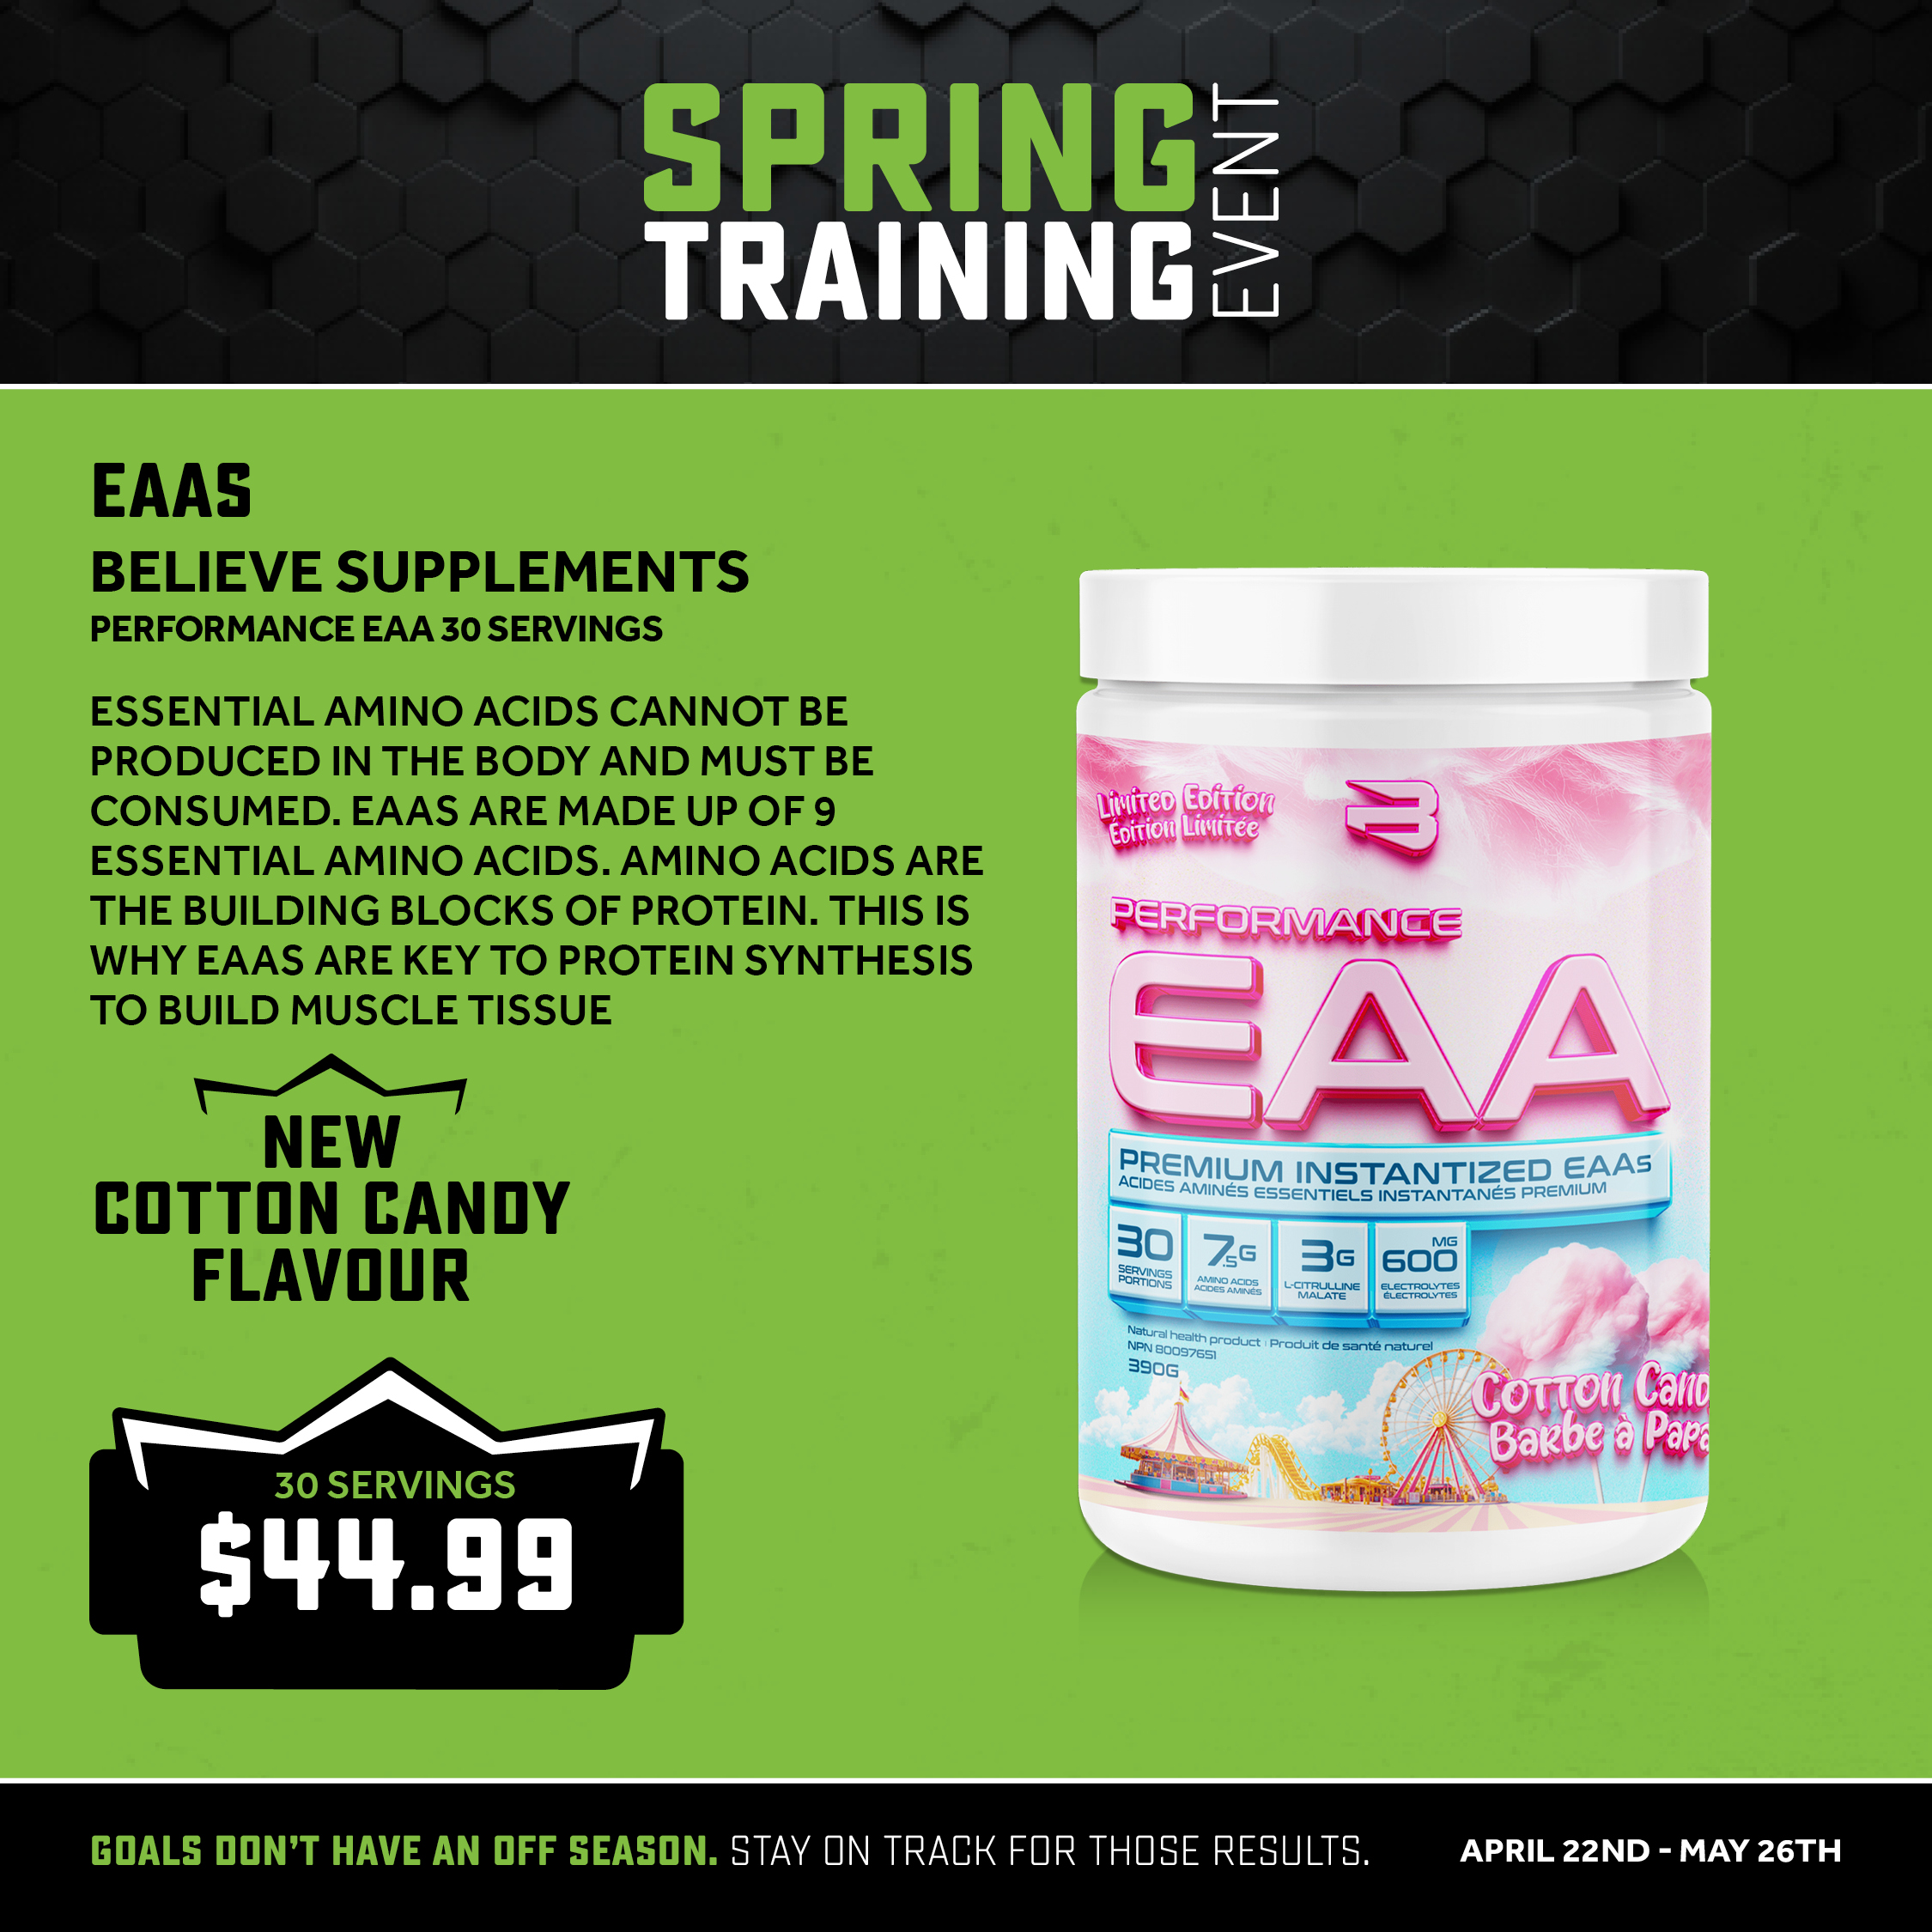 SPRING
TRAINING
EVENT
EAAS
BELIEVE SUPPLEMENTS
PERFORMANCE EAA 30 SERVINGS
ESSENTIAL AMINO ACIDS CANNOT BE
PRODUCED IN THE BODY AND MUST BE
CONSUMED. EAAS ARE MADE UP OF 9
ESSENTIAL AMINO ACIDS. AMINO ACIDS ARE
THE BUILDING BLOCKS OF PROTEIN. THIS IS
WHY EAAS ARE KEY TO PROTEIN SYNTHESIS
TO BUILD MUSCLE TISSUE
NEW
COTTON CANDY
FLAVOUR
30 SERVINGS
$44.99
Limited Edition
Édition Limitée
B
PERFORMANCE
EAA
PREMIUM INSTANTIZED EAAs
ACIDES AMINÉS ESSENTIELS INSTANTANÉS PREMIUM
30
SERVINGS
PORTIONS
7.5G
AMINO ACIDS
ACIDES AMINÉS
3G
L-CITRULLINE
MALATE
MG
600
ELECTROLYTES
ÉLECTROLYTES
Natural health product | Produit de santé naturel
NPN 80097651
390G
Cotton Cand
Barbe à Papa
GOALS DON'T HAVE AN OFF SEASON. STAY ON TRACK FOR THOSE RESULTS.
APRIL 22ND - MAY 26TH